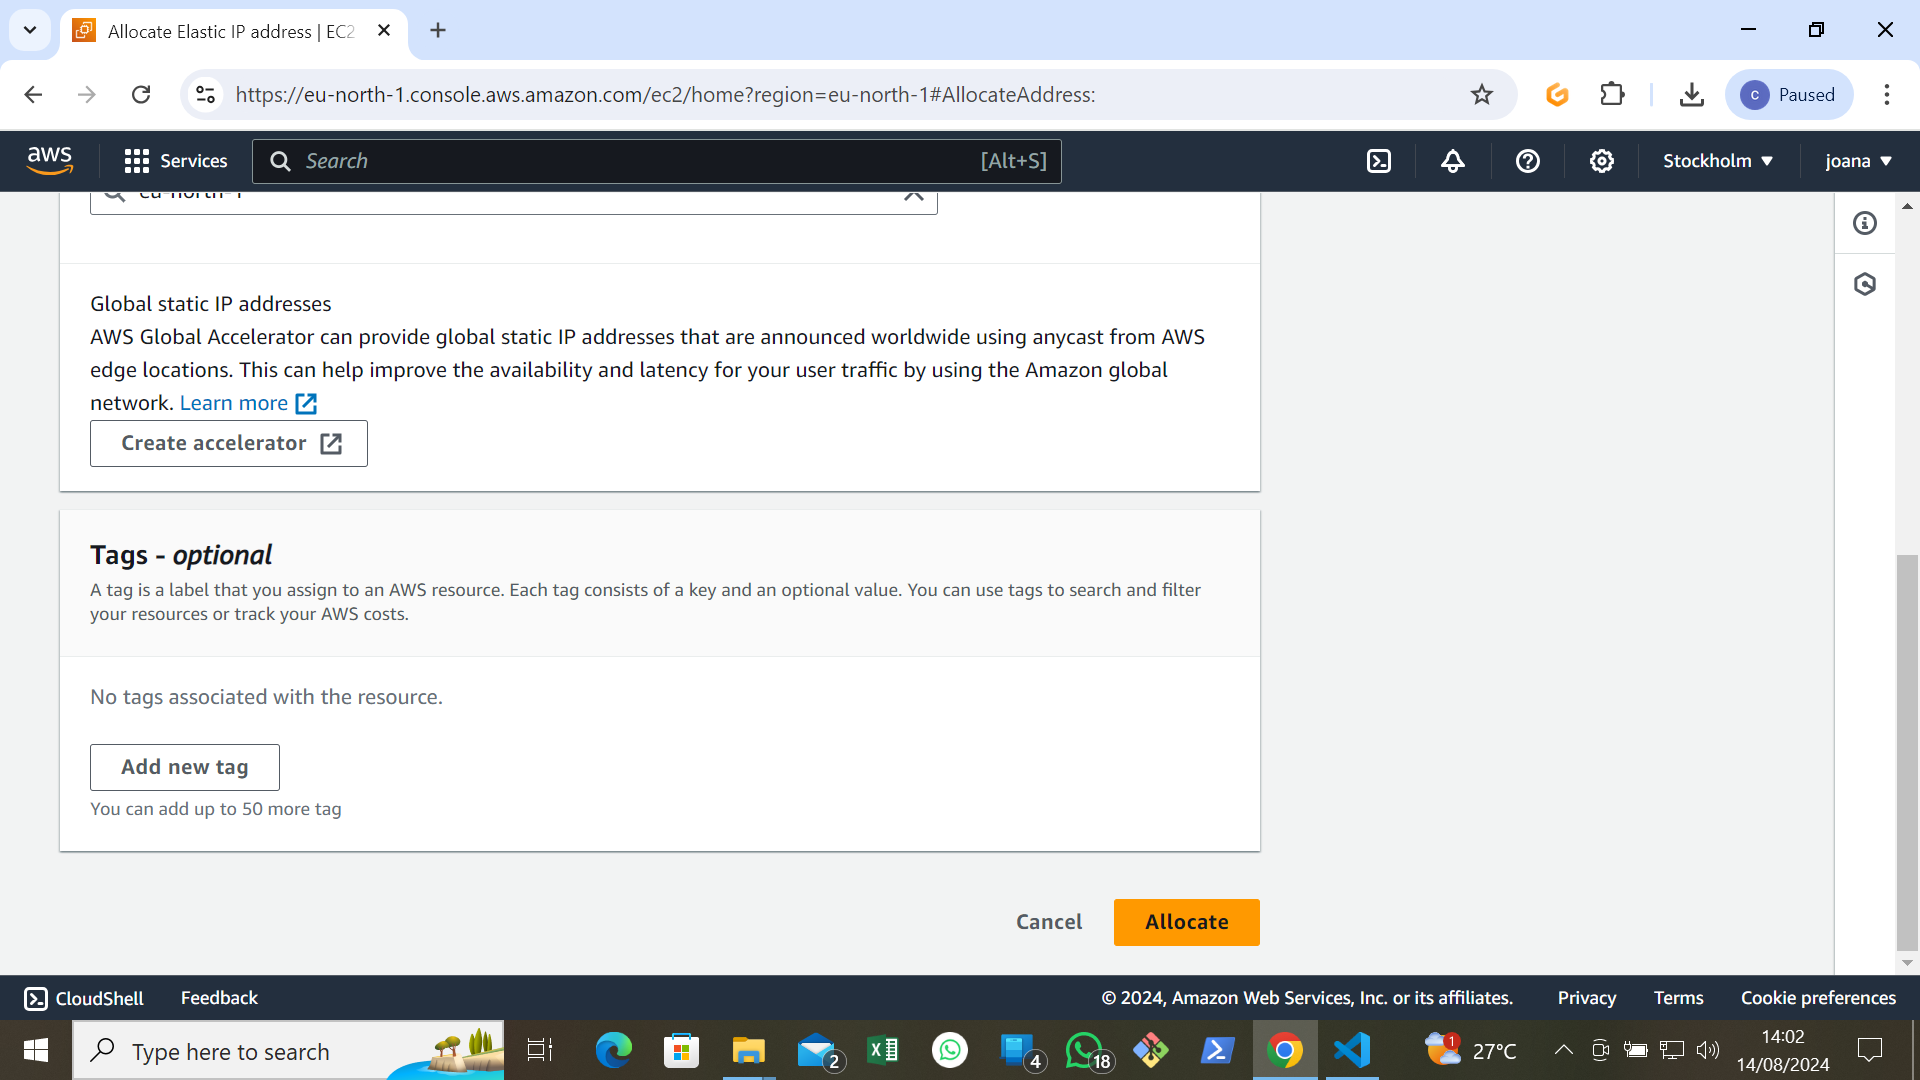 Allocate Elastic IP address | EC2
https://eu-north-1.console.aws.amazon.com/ec2/home?region=eu-north-1#AllocateAddress:
c Paused
aws Services Search [Alt+S] Stockholm joana
eu-north-1
Global static IP addresses
AWS Global Accelerator can provide global static IP addresses that are announced worldwide using anycast from AWS
edge locations. This can help improve the availability and latency for your user traffic by using the Amazon global
network. Learn more
Create accelerator
Tags - optional
A tag is a label that you assign to an AWS resource. Each tag consists of a key and an optional value. You can use tags to search and filter
your resources or track your AWS costs.
No tags associated with the resource.
Add new tag
You can add up to 50 more tag
Cancel Allocate
CloudShell Feedback © 2024, Amazon Web Services, Inc. or its affiliates. Privacy Terms Cookie preferences
Type here to search 2 4 18 1 27°C 14:02
14/08/2024